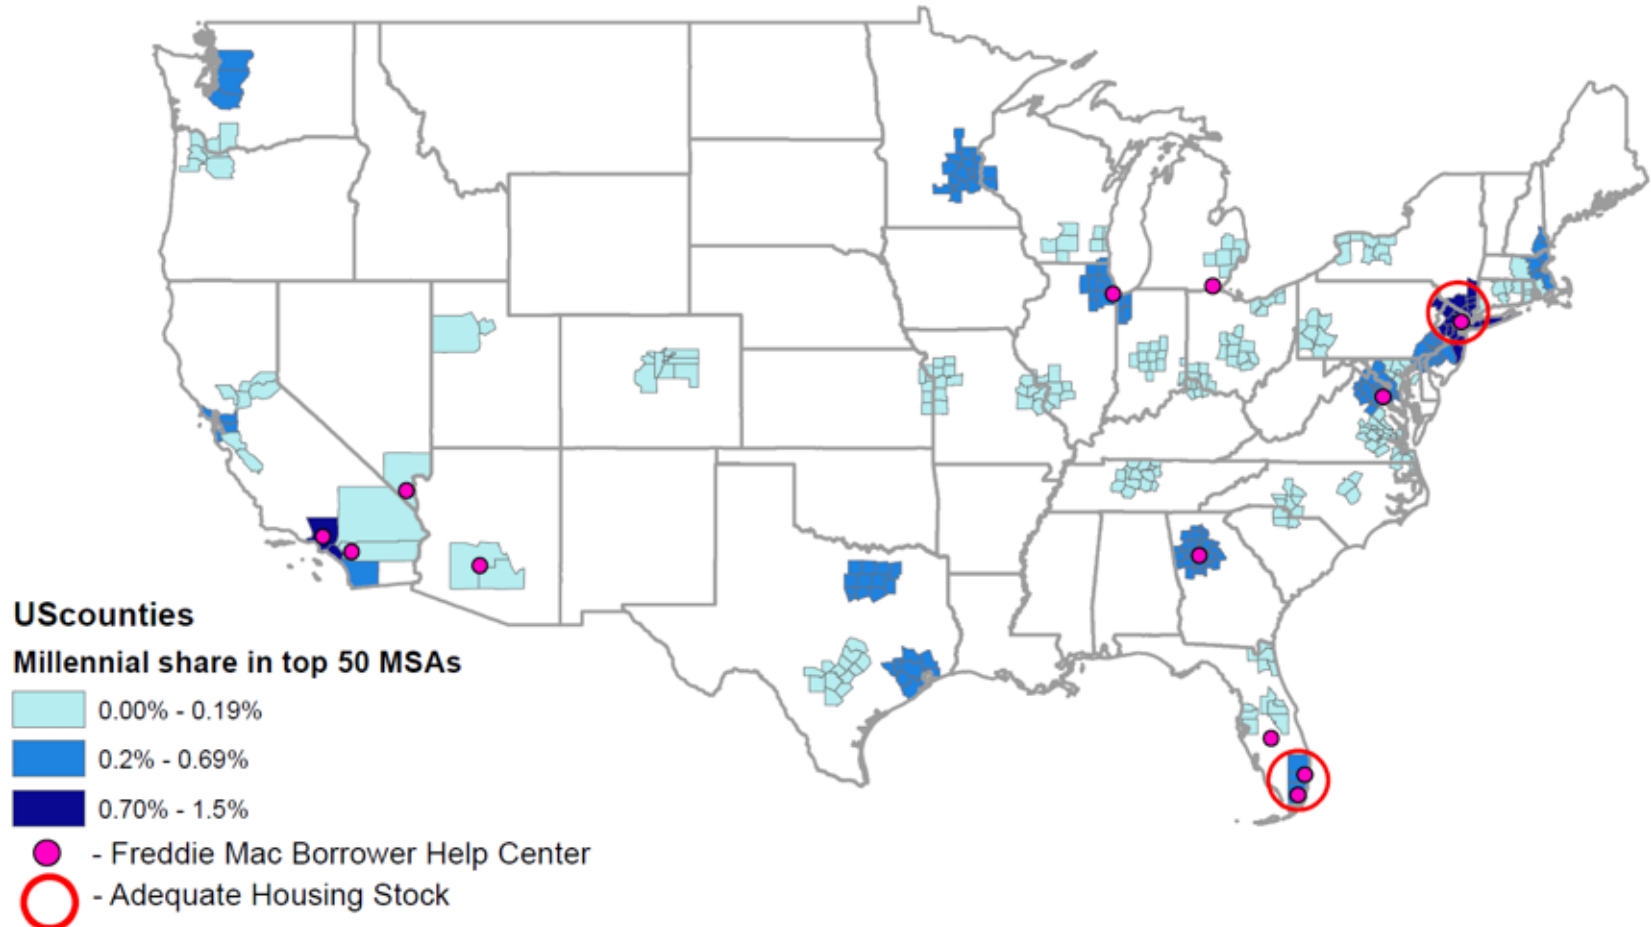 UScounties
Millennial share in top 50 MSAs
0.00% - 0.19%
0.2% - 0.69%
0.70% - 1.5%
- Freddie Mac Borrower Help Center
- Adequate Housing Stock